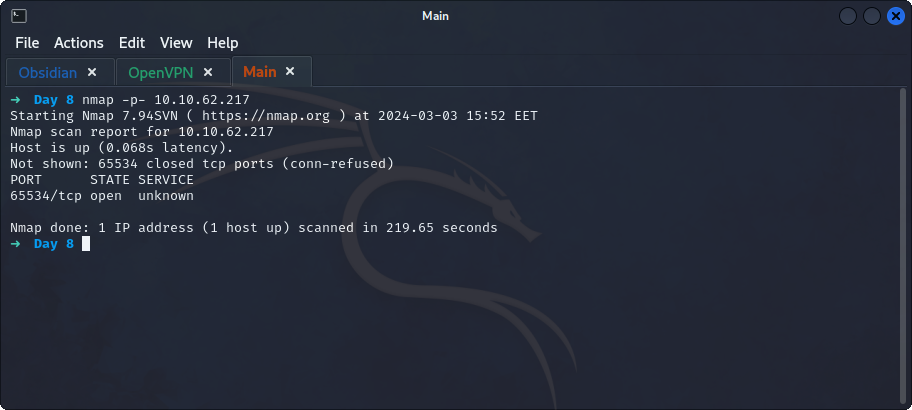 Main
File Actions Edit View Help
Obsidian × OpenVPN × Main ×
→ Day 8 nmap -p- 10.10.62.217
Starting Nmap 7.94SVN ( https://nmap.org ) at 2024-03-03 15:52 EET
Nmap scan report for 10.10.62.217
Host is up (0.068s latency).
Not shown: 65534 closed tcp ports (conn-refused)
PORT      STATE SERVICE
65534/tcp open  unknown
Nmap done: 1 IP address (1 host up) scanned in 219.65 seconds
→ Day 8